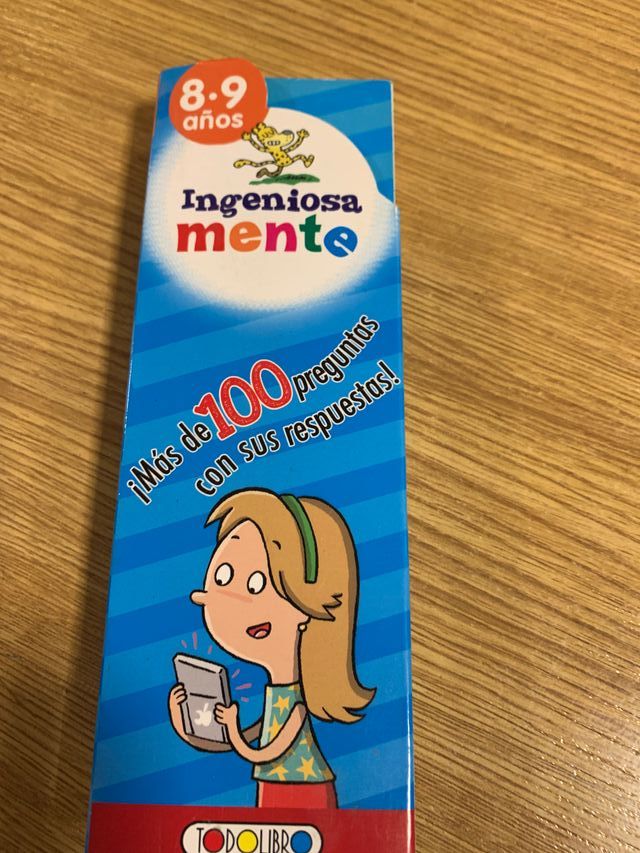 8·9
años
Ingeniosa
mente
¡Más de 100 preguntas
con sus respuestas!
TODOLIBRO